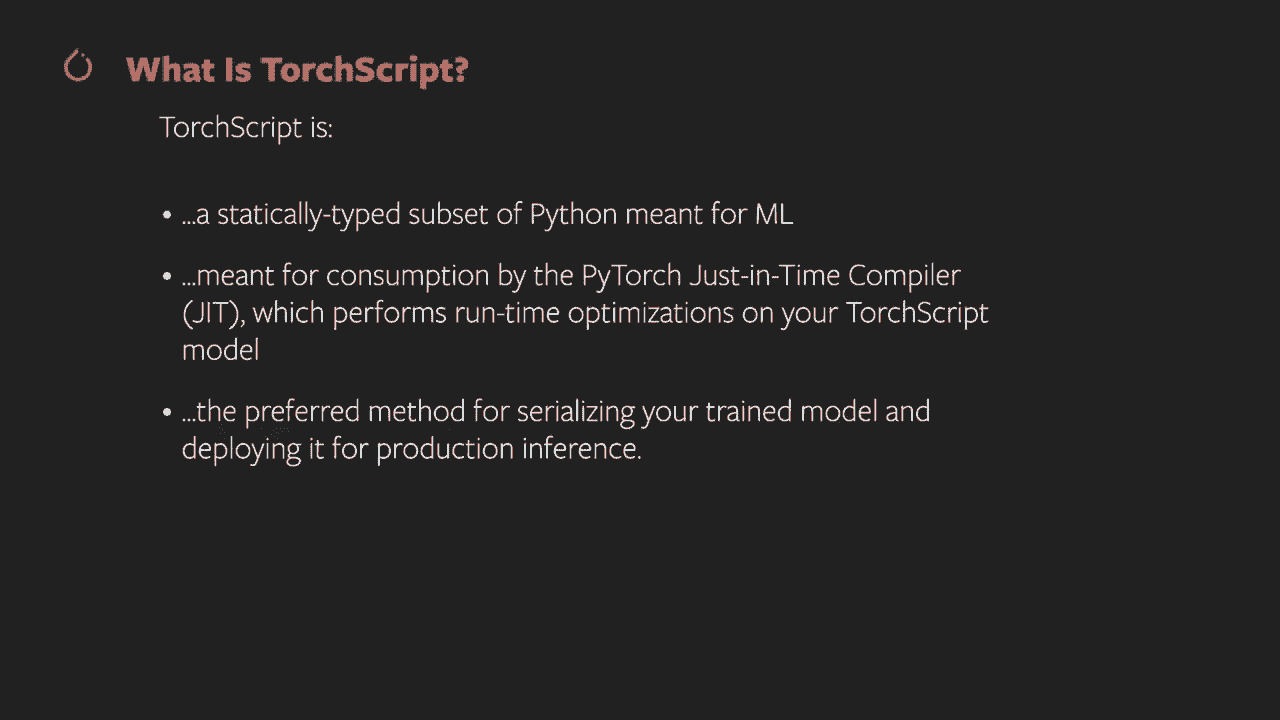 What Is TorchScript?
TorchScript is:
• ...a statically-typed subset of Python meant for ML
• ...meant for consumption by the PyTorch Just-in-Time Compiler
(JIT), which performs run-time optimizations on your TorchScript
model
• ...the preferred method for serializing your trained model and
deploying it for production inference.